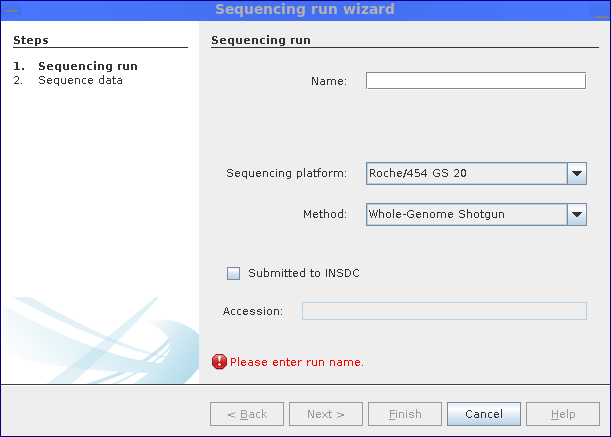 Sequencing run wizard
Steps
1. Sequencing run
2. Sequence data
Sequencing run
Name:
Sequencing platform: Roche/454 GS 20
Method: Whole-Genome Shotgun
Submitted to INSDC
Accession:
Please enter run name.
< Back Next > Finish Cancel Help